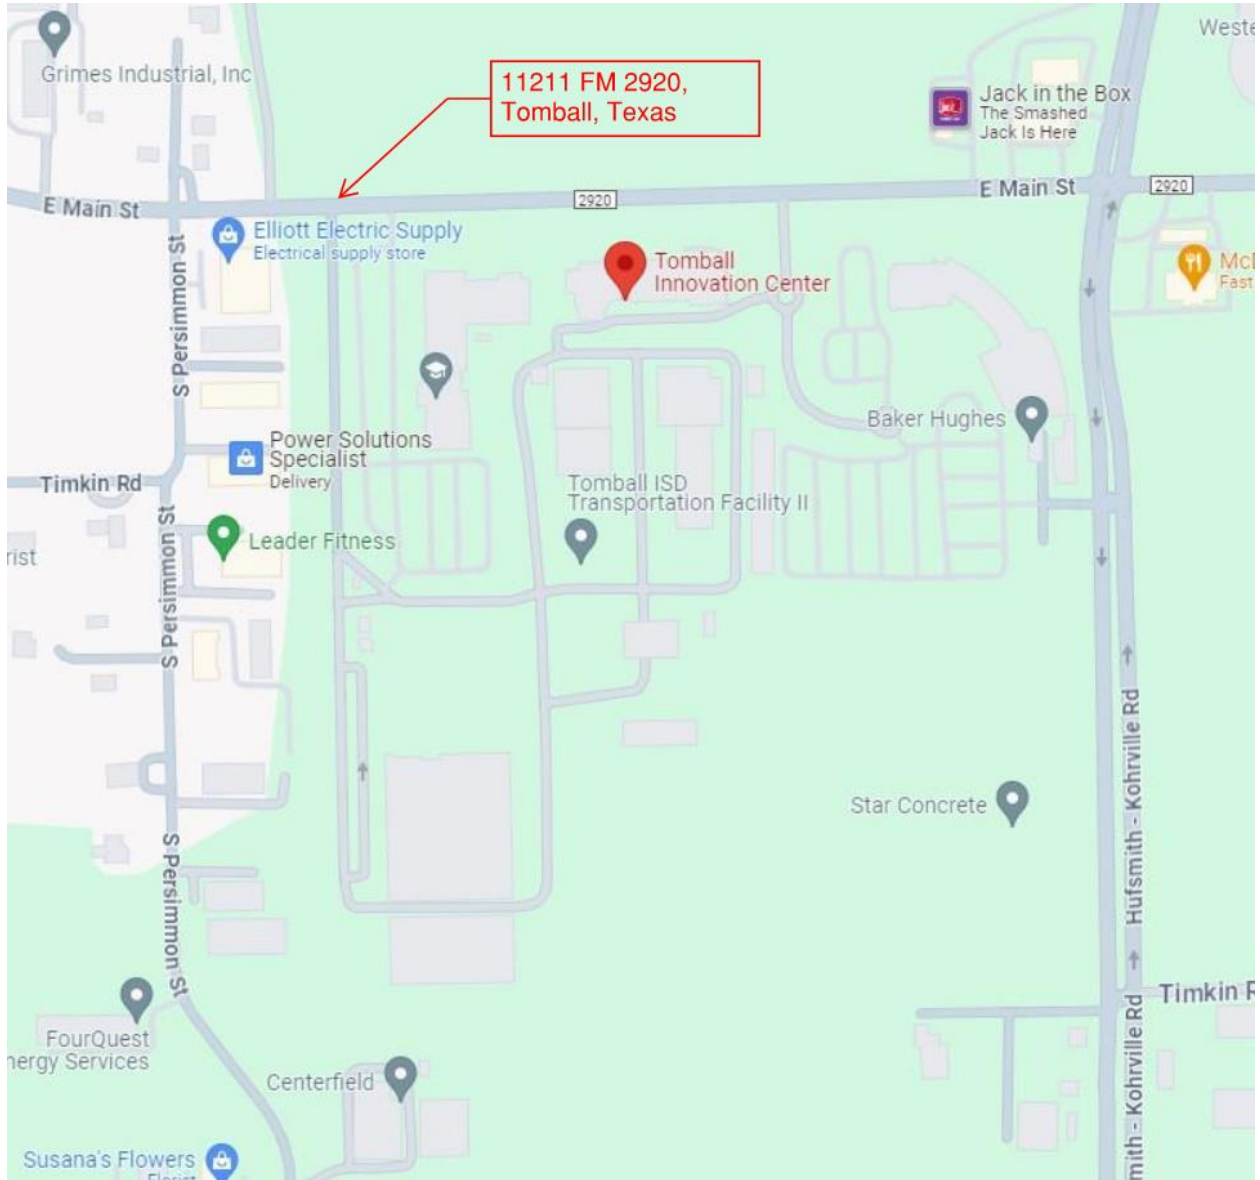 Grimes Industrial, Inc
11211 FM 2920,
Tomball, Texas
Jack in the Box
The Smashed
Jack Is Here
Weste
E Main St
2920
E Main St
2920
Elliott Electric Supply
Electrical supply store
Tomball
Innovation Center
McD
Fast
S Persimmon St
Baker Hughes
Power Solutions
Specialist
Delivery
Timkin Rd
Tomball ISD
Transportation Facility II
Leader Fitness
rist
S Persimmon St
Hufsmith - Kohrville Rd
Star Concrete
S Persimmon St
Timkin R
FourQuest
nergy Services
mith - Kohrville Rd
Centerfield
Susana's Flowers
Florist